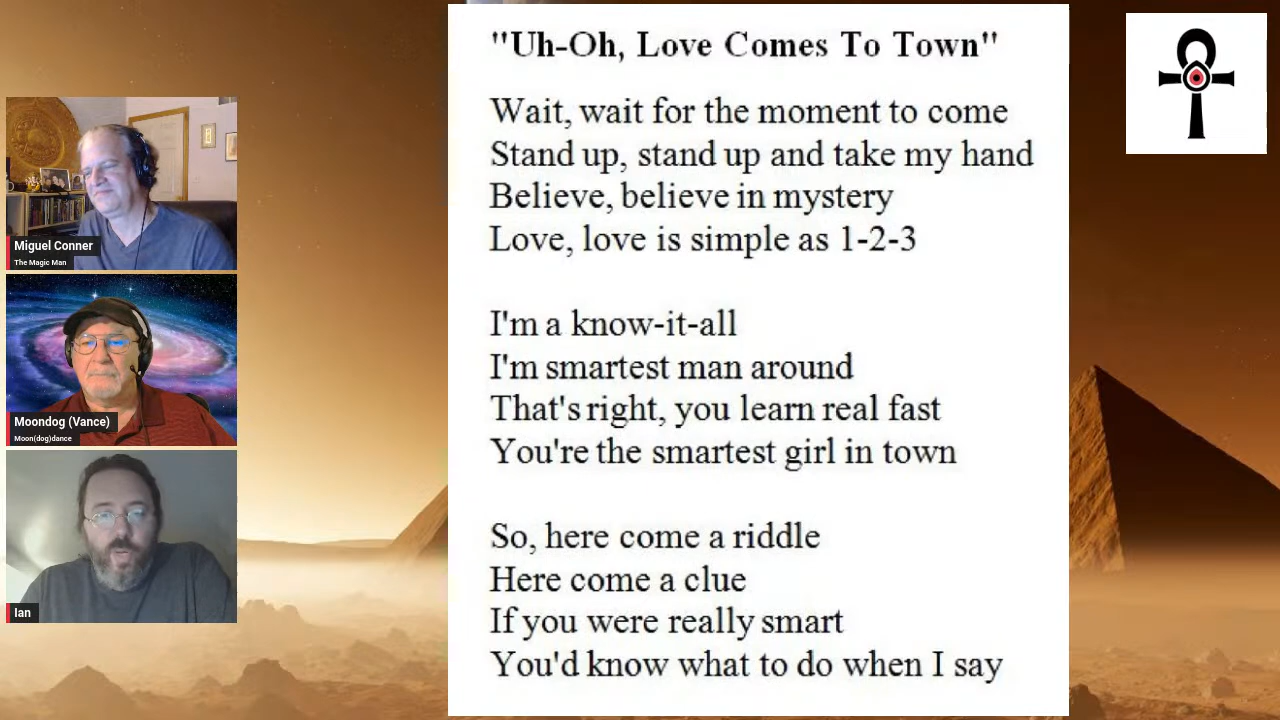 "Uh-Oh, Love Comes To Town"
Wait, wait for the moment to come
Stand up, stand up and take my hand
Believe, believe in mystery
Love, love is simple as 1-2-3
I'm a know-it-all
I'm smartest man around
That's right, you learn real fast
You're the smartest girl in town
So, here come a riddle
Here come a clue
If you were really smart
You'd know what to do when I say
Miguel Conner
The Magic Man
Moondog (Vance)
Moon(dog)dance
Ian